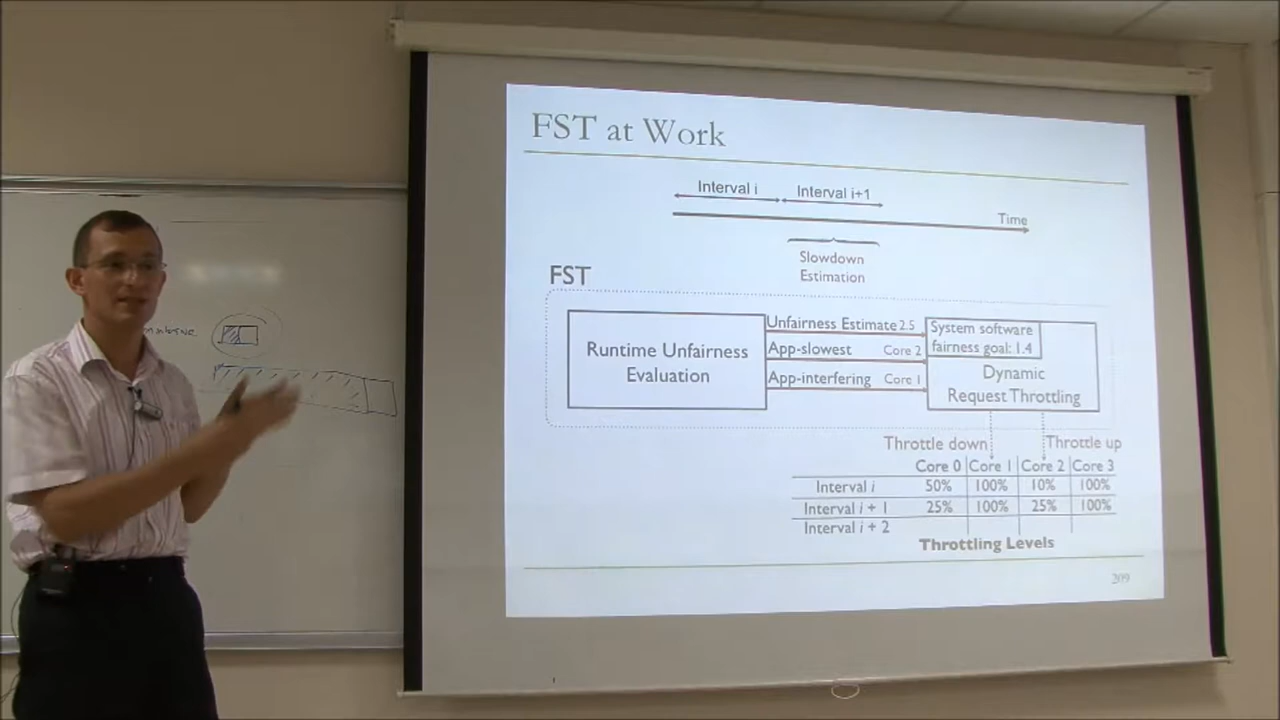 FST at Work
Interval i
Interval i+1
Time
Slowdown
Estimation
FST
Runtime Unfairness
Evaluation
Unfairness Estimate 2.5
App-slowest Core 2
App-interfering Core 1
System software
fairness goal: 1.4
Dynamic
Request Throttling
Throttle down Throttle up
Core 0 Core 1 Core 2 Core 3
Interval i 50% 100% 10% 100%
Interval i + 1 25% 100% 25% 100%
Interval i + 2
Throttling Levels
209